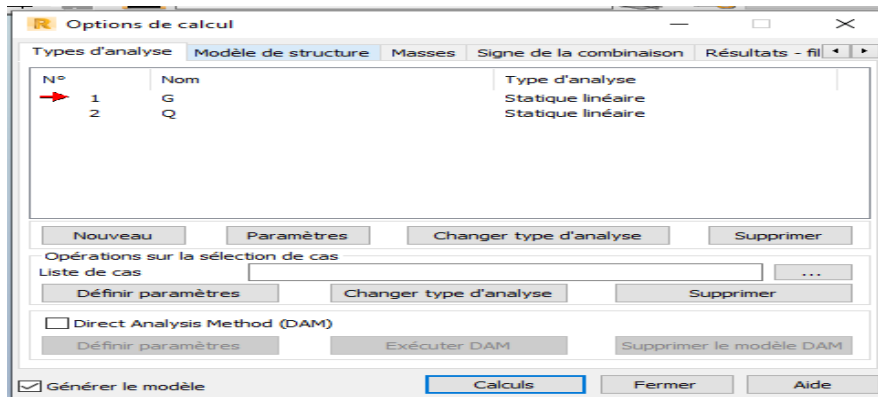 R Options de calcul
Types d'analyse Modèle de structure Masses Signe de la combinaison Résultats - fil
N° Nom Type d'analyse
1 G Statique linéaire
2 Q Statique linéaire
Nouveau Paramètres Changer type d'analyse Supprimer
Opérations sur la sélection de cas
Liste de cas ...
Définir paramètres Changer type d'analyse Supprimer
Direct Analysis Method (DAM)
Définir paramètres Exécuter DAM Supprimer le modèle DAM
Générer le modèle Calculs Fermer Aide